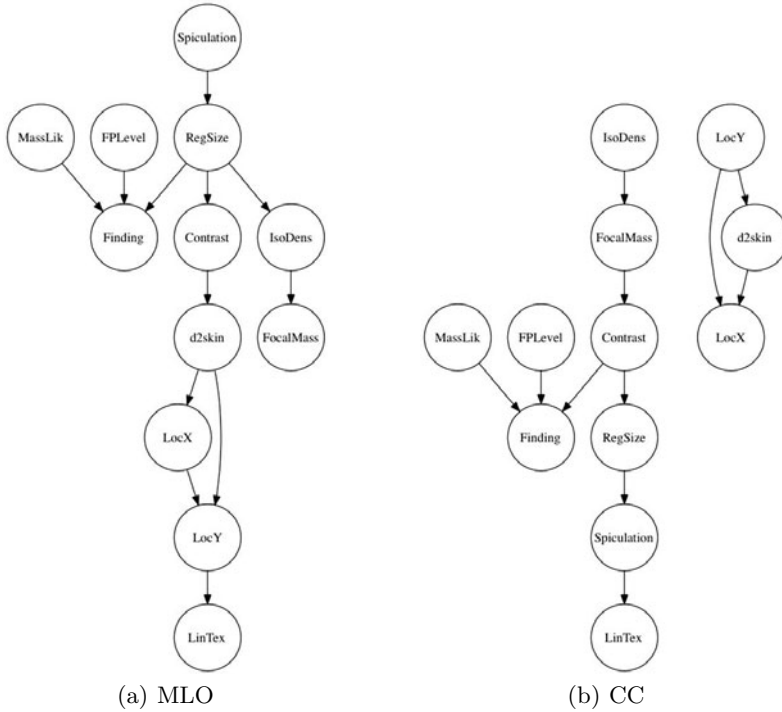 Spiculation
MassLik
FPLevel
RegSize
Finding
Contrast
IsoDens
d2skin
FocalMass
LocX
LocY
LinTex
(a) MLO
IsoDens
LocY
FocalMass
d2skin
MassLik
FPLevel
Contrast
LocX
Finding
RegSize
Spiculation
LinTex
(b) CC